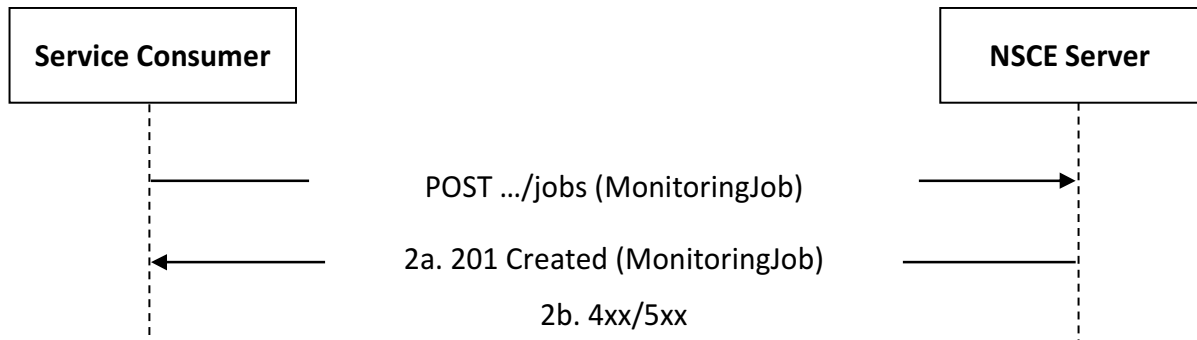 Service Consumer
NSCE Server
POST …/jobs (MonitoringJob)
2a. 201 Created (MonitoringJob)
2b. 4xx/5xx